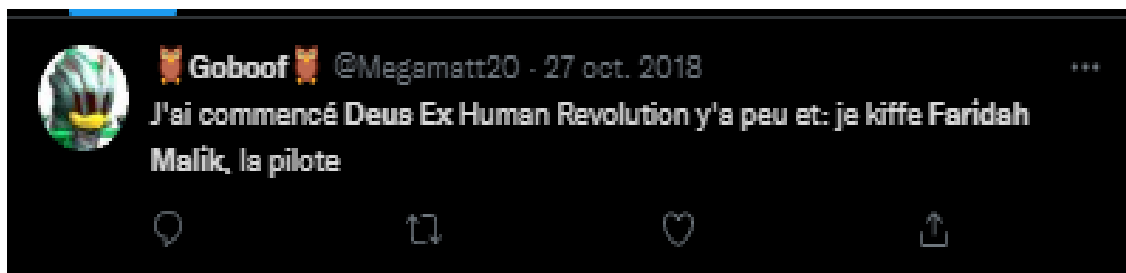 🦉Goboof🦉 @Megamatt20 · 27 oct. 2018
J'ai commencé Deus Ex Human Revolution y'a peu et: je kiffe Faridah
Malik, la pilote